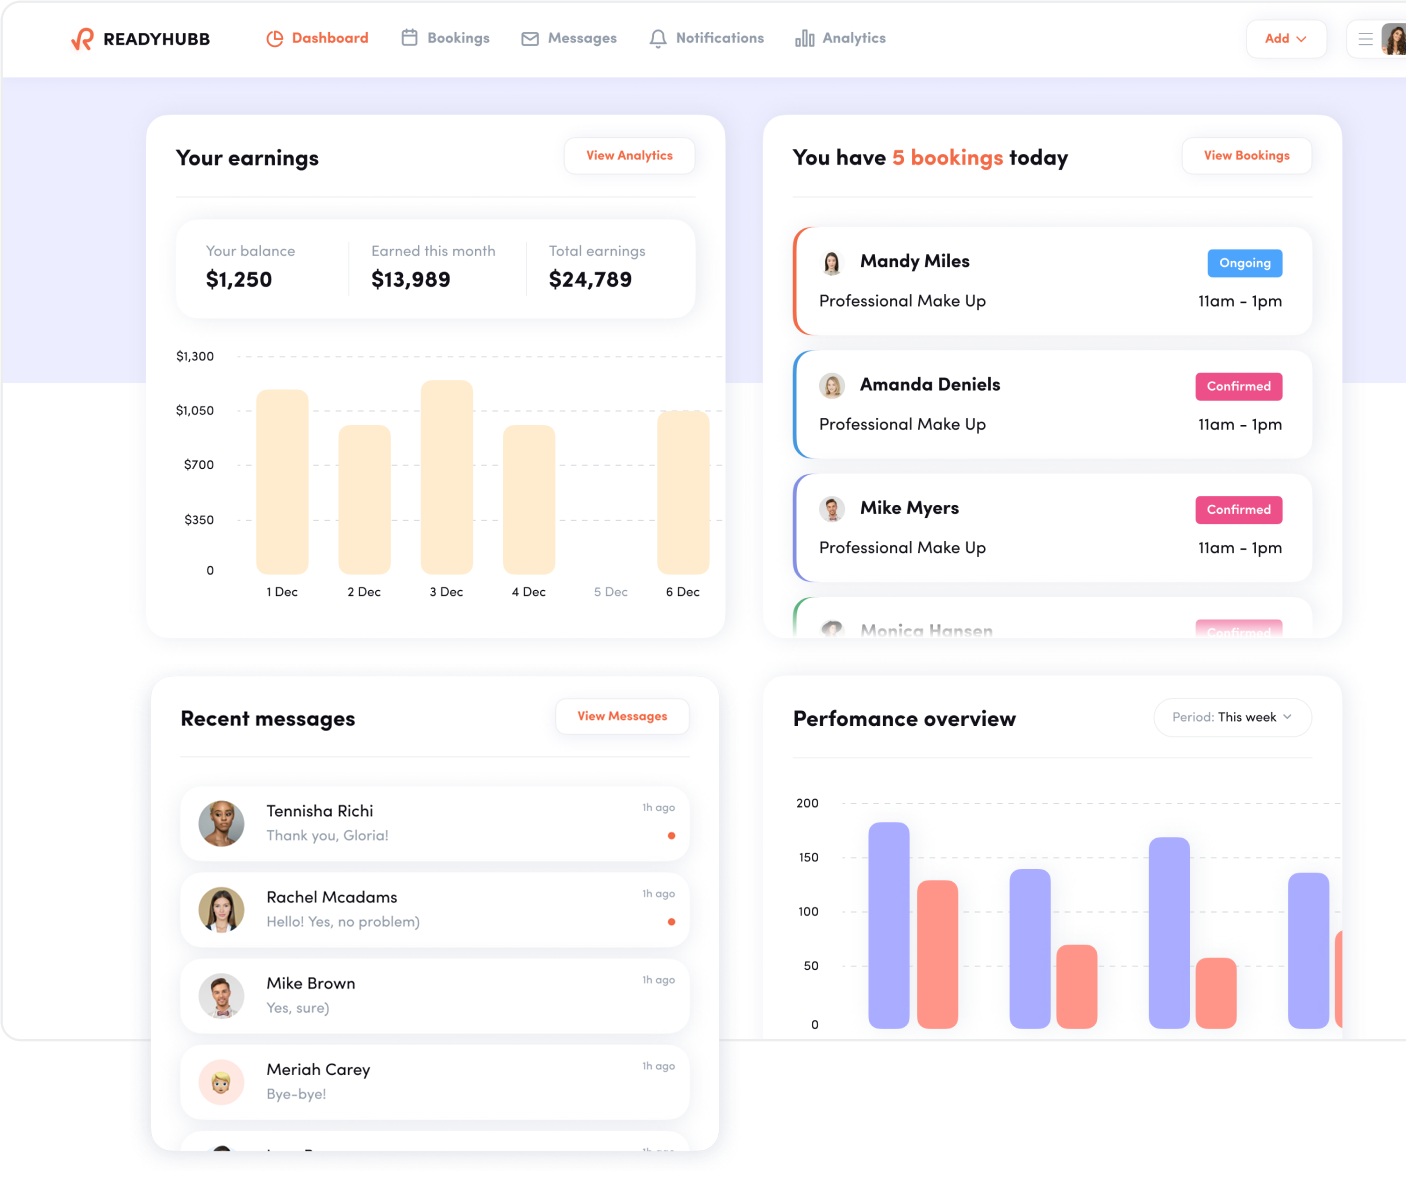 READYHUBB
Dashboard
Bookings
Messages
Notifications
Analytics
Add
Your earnings
View Analytics
Your balance
$1,250
Earned this month
$13,989
Total earnings
$24,789
$1,300
$1,050
$700
$350
0
1 Dec
2 Dec
3 Dec
4 Dec
5 Dec
6 Dec
You have 5 bookings today
View Bookings
Mandy Miles
Ongoing
Professional Make Up
11am - 1pm
Amanda Deniels
Confirmed
Professional Make Up
11am - 1pm
Mike Myers
Confirmed
Professional Make Up
11am - 1pm
Monica Hansen
Confirmed
Recent messages
View Messages
Tennisha Richi
1h ago
Thank you, Gloria!
Rachel Mcadams
1h ago
Hello! Yes, no problem)
Mike Brown
1h ago
Yes, sure)
Meriah Carey
1h ago
Bye-bye!
1h ago
Perfomance overview
Period: This week
200
150
100
50
0